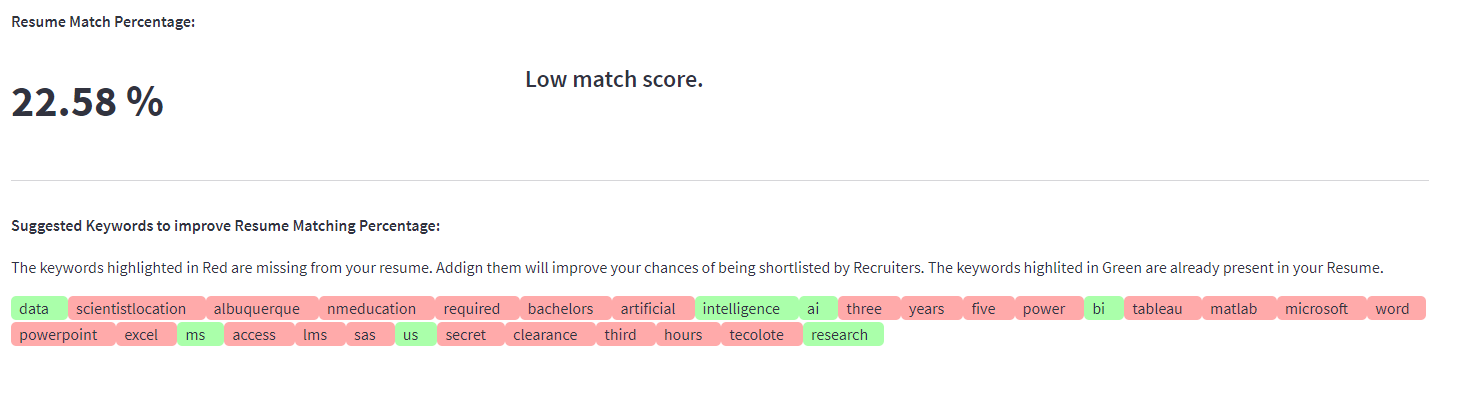 Resume Match Percentage:
Low match score.
22.58 %
Suggested Keywords to improve Resume Matching Percentage:
The keywords highlighted in Red are missing from your resume. Addign them will improve your chances of being shortlisted by Recruiters. The keywords highlited in Green are already present in your Resume.
data scientistlocation albuquerque nmeducation required bachelors artificial intelligence ai three years five power bi tableau matlab microsoft word
powerpoint excel ms access lms sas us secret clearance third hours tecolote research